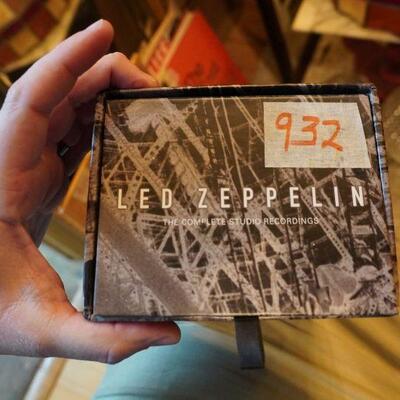 932
LED ZEPPELIN
THE COMPLETE STUDIO RECORDINGS